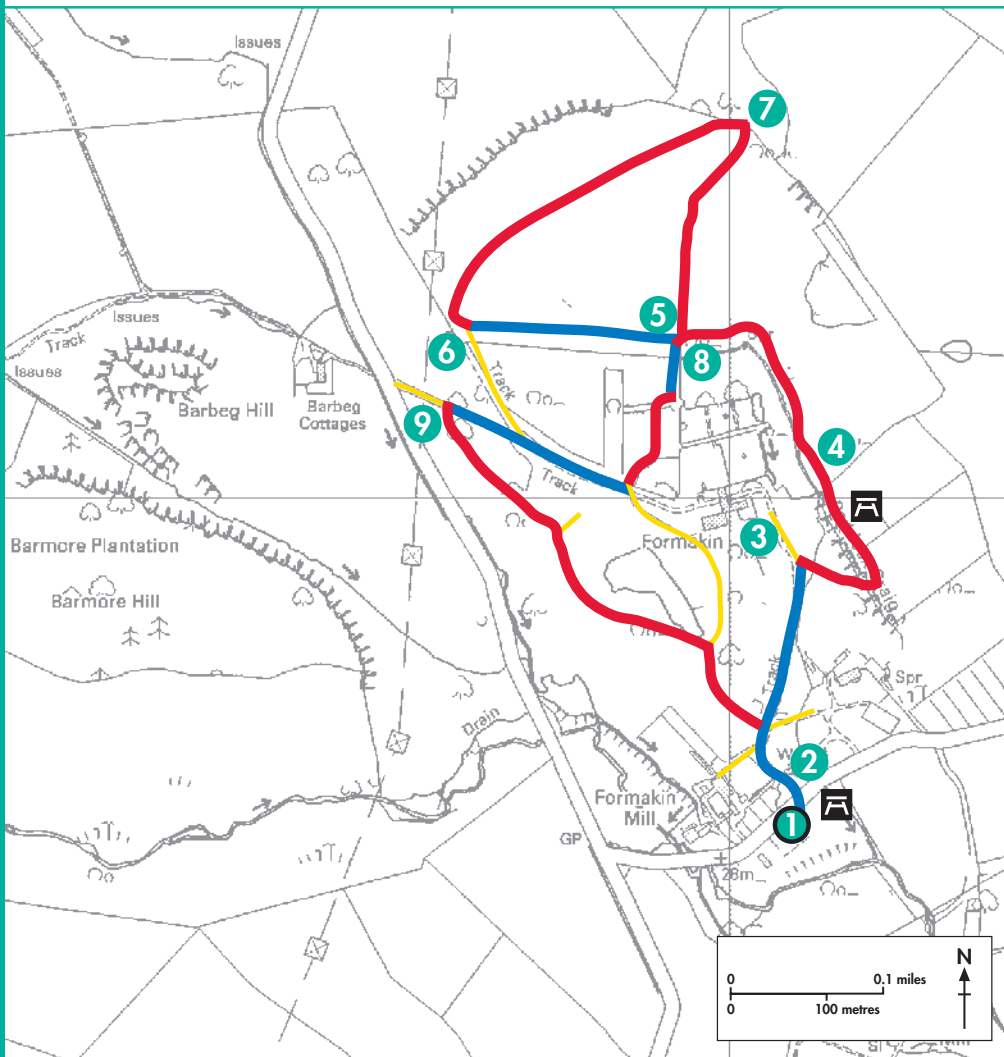 Issues
7
Issues
Track
Issues
5
6
8
Track
Barbeg Hill
Barbeg
Cottages
9
4
Track
Barmore Plantation
Formakin
3
Barmore Hill
Spr
Track
Drain
2
Formakin
Mill
1
GP
28m
N
0
0.1 miles
0
100 metres